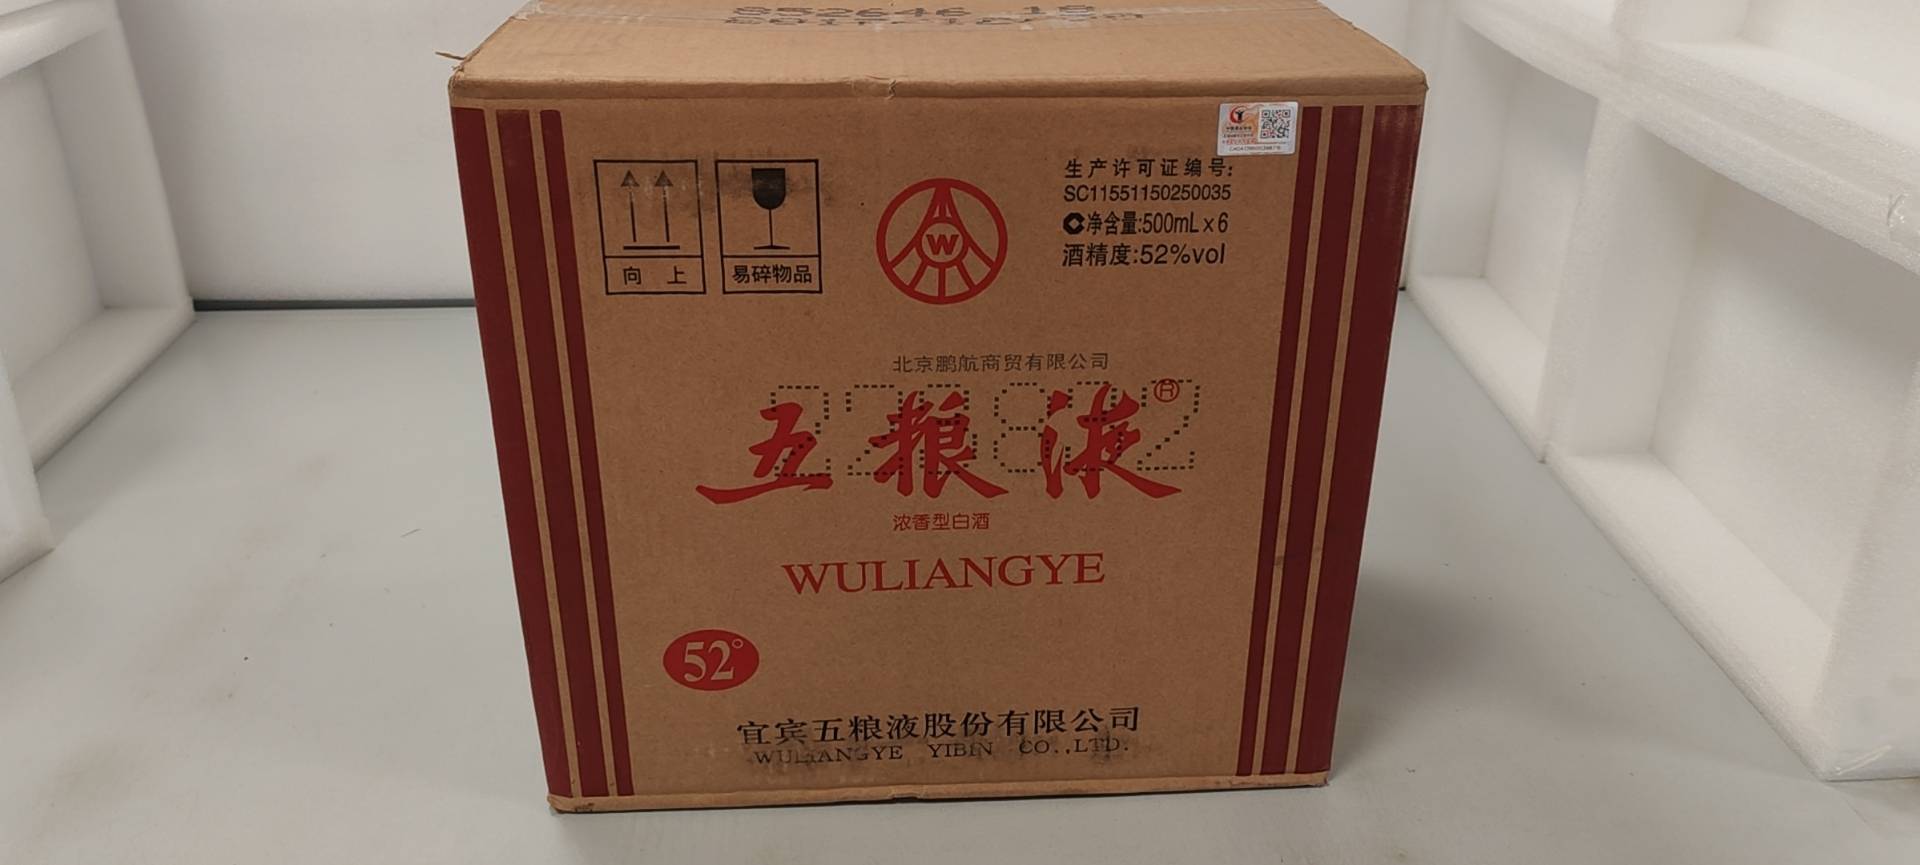 852646 18
生产许可证编号:
SC11551150250035
净含量:500mL×6
酒精度:52%vol
向 上
易碎物品
W
北京鹏航商贸有限公司
五粮液®
浓香型白酒
WULIANGYE
52°
宜宾五粮液股份有限公司
WULIANGYE YIBIN CO.,LTD.